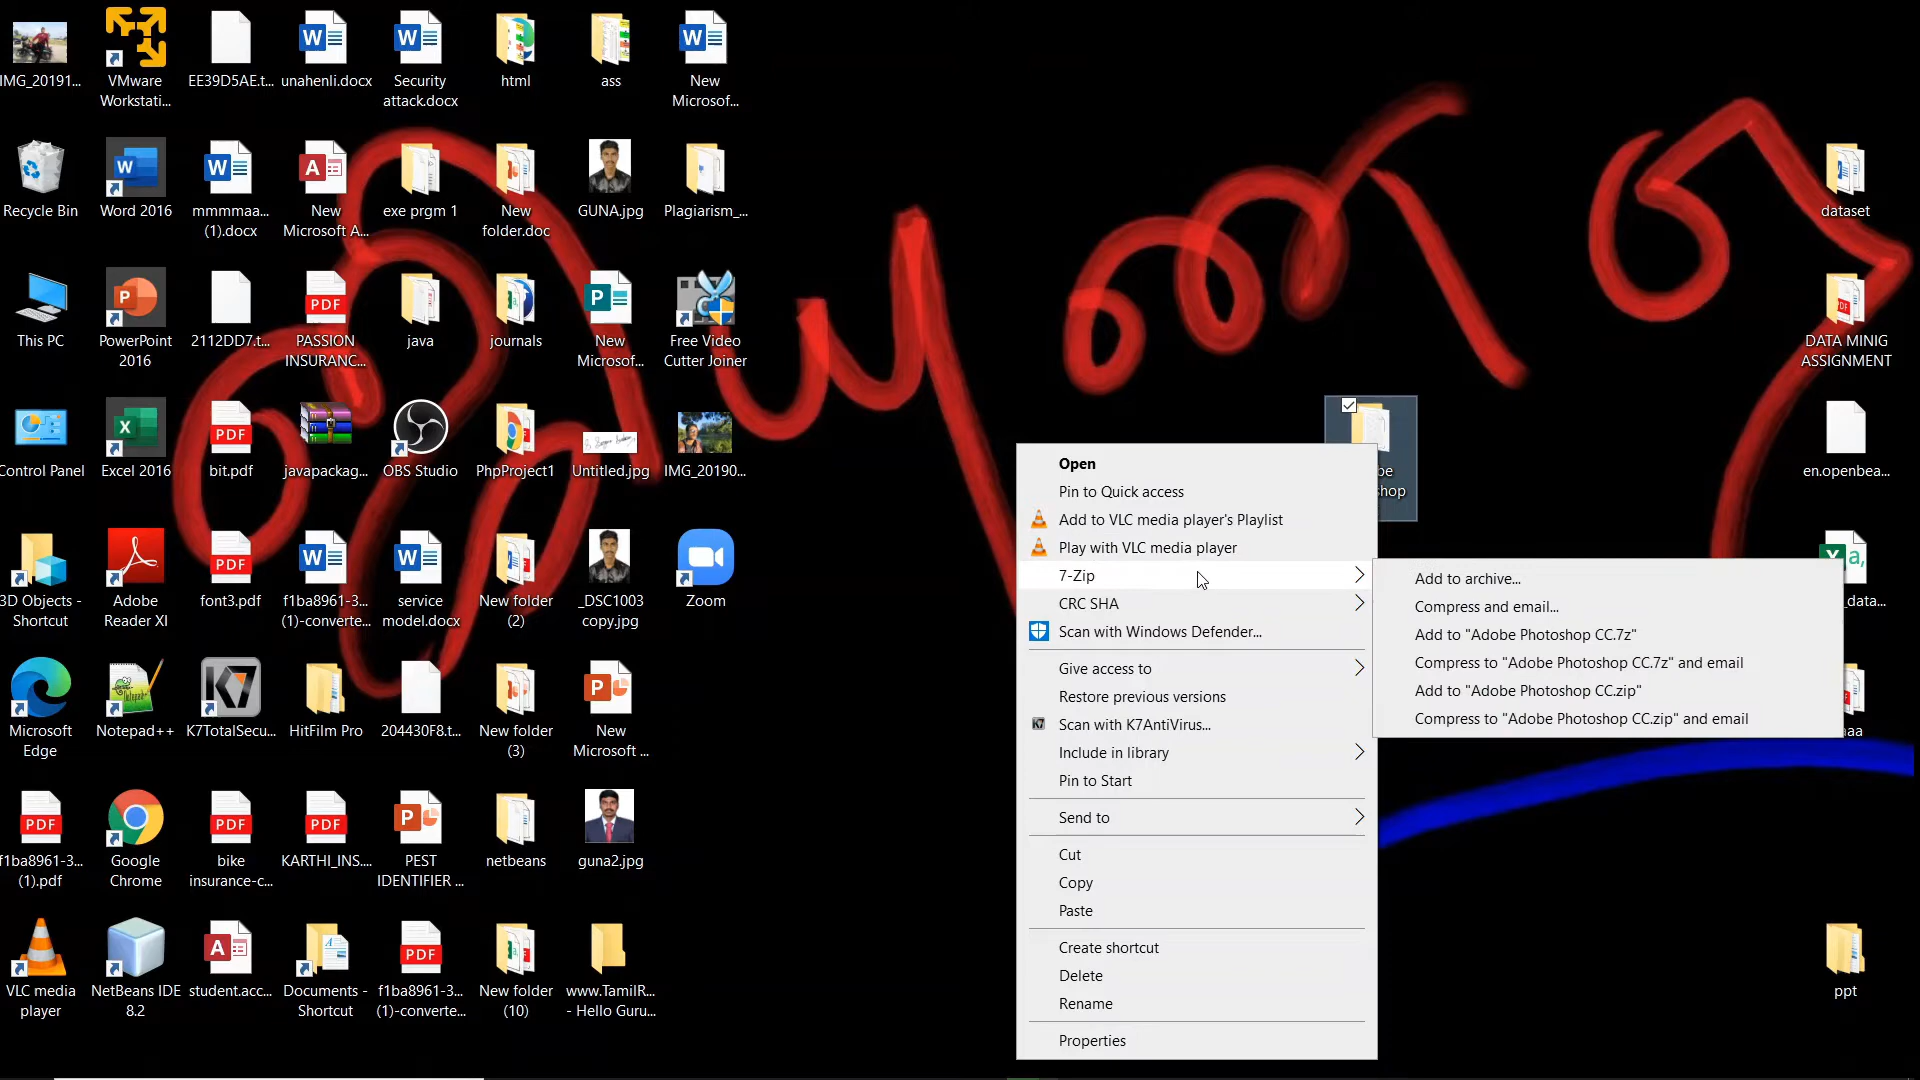 IMG_20191...
VMware
Workstati...
EE39D5AE.t...
unahenli.docx
Security
attack.docx
html
ass
New
Microsof...
Recycle Bin
Word 2016
mmmmaa...
(1).docx
New
Microsoft A...
exe prgm 1
New
folder.doc
GUNA.jpg
Plagiarism_...
dataset
This PC
PowerPoint
2016
2112DD7.t...
PASSION
INSURANC...
java
journals
New
Microsof...
Free Video
Cutter Joiner
DATA MINIG
ASSIGNMENT
Control Panel
Excel 2016
bit.pdf
javapackag...
OBS Studio
PhpProject1
Untitled.jpg
IMG_20190...
en.openbea...
3D Objects -
Shortcut
Adobe
Reader XI
font3.pdf
f1ba8961-3...
(1)-converte...
service
model.docx
New folder
(2)
_DSC1003
copy.jpg
Zoom
_data...
Microsoft
Edge
Notepad++
K7TotalSecu...
HitFilm Pro
204430F8.t...
New folder
(3)
New
Microsoft ...
aa
f1ba8961-3...
(1).pdf
Google
Chrome
bike
insurance-c...
KARTHI_INS....
PEST
IDENTIFIER ...
netbeans
guna2.jpg
VLC media
player
NetBeans IDE
8.2
student.acc...
Documents -
Shortcut
f1ba8961-3...
(1)-converte...
New folder
(10)
www.TamilR...
- Hello Guru...
ppt
be
hop
Open
Pin to Quick access
Add to VLC media player's Playlist
Play with VLC media player
7-Zip
CRC SHA
Scan with Windows Defender...
Give access to
Restore previous versions
Scan with K7AntiVirus...
Include in library
Pin to Start
Send to
Cut
Copy
Paste
Create shortcut
Delete
Rename
Properties
Add to archive...
Compress and email...
Add to "Adobe Photoshop CC.7z"
Compress to "Adobe Photoshop CC.7z" and email
Add to "Adobe Photoshop CC.zip"
Compress to "Adobe Photoshop CC.zip" and email